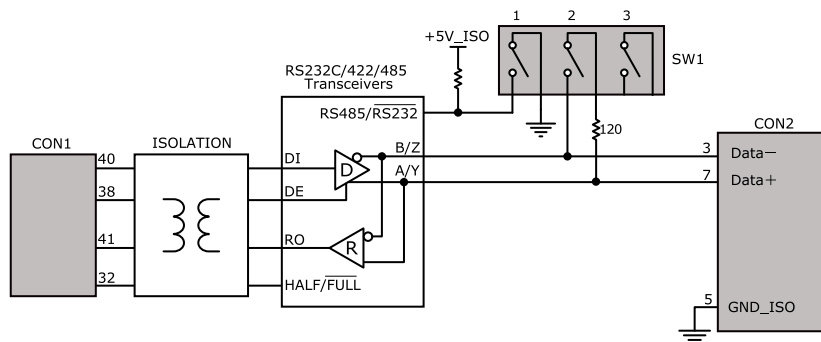 1 2 3
+5V_ISO
SW1
RS232C/422/485
Transceivers
RS485/RS232
120
CON1
ISOLATION
CON2
40
DI
D
B/Z
3
Data−
A/Y
7
Data+
38
DE
41
RO
R
32
HALF/FULL
5
GND_ISO